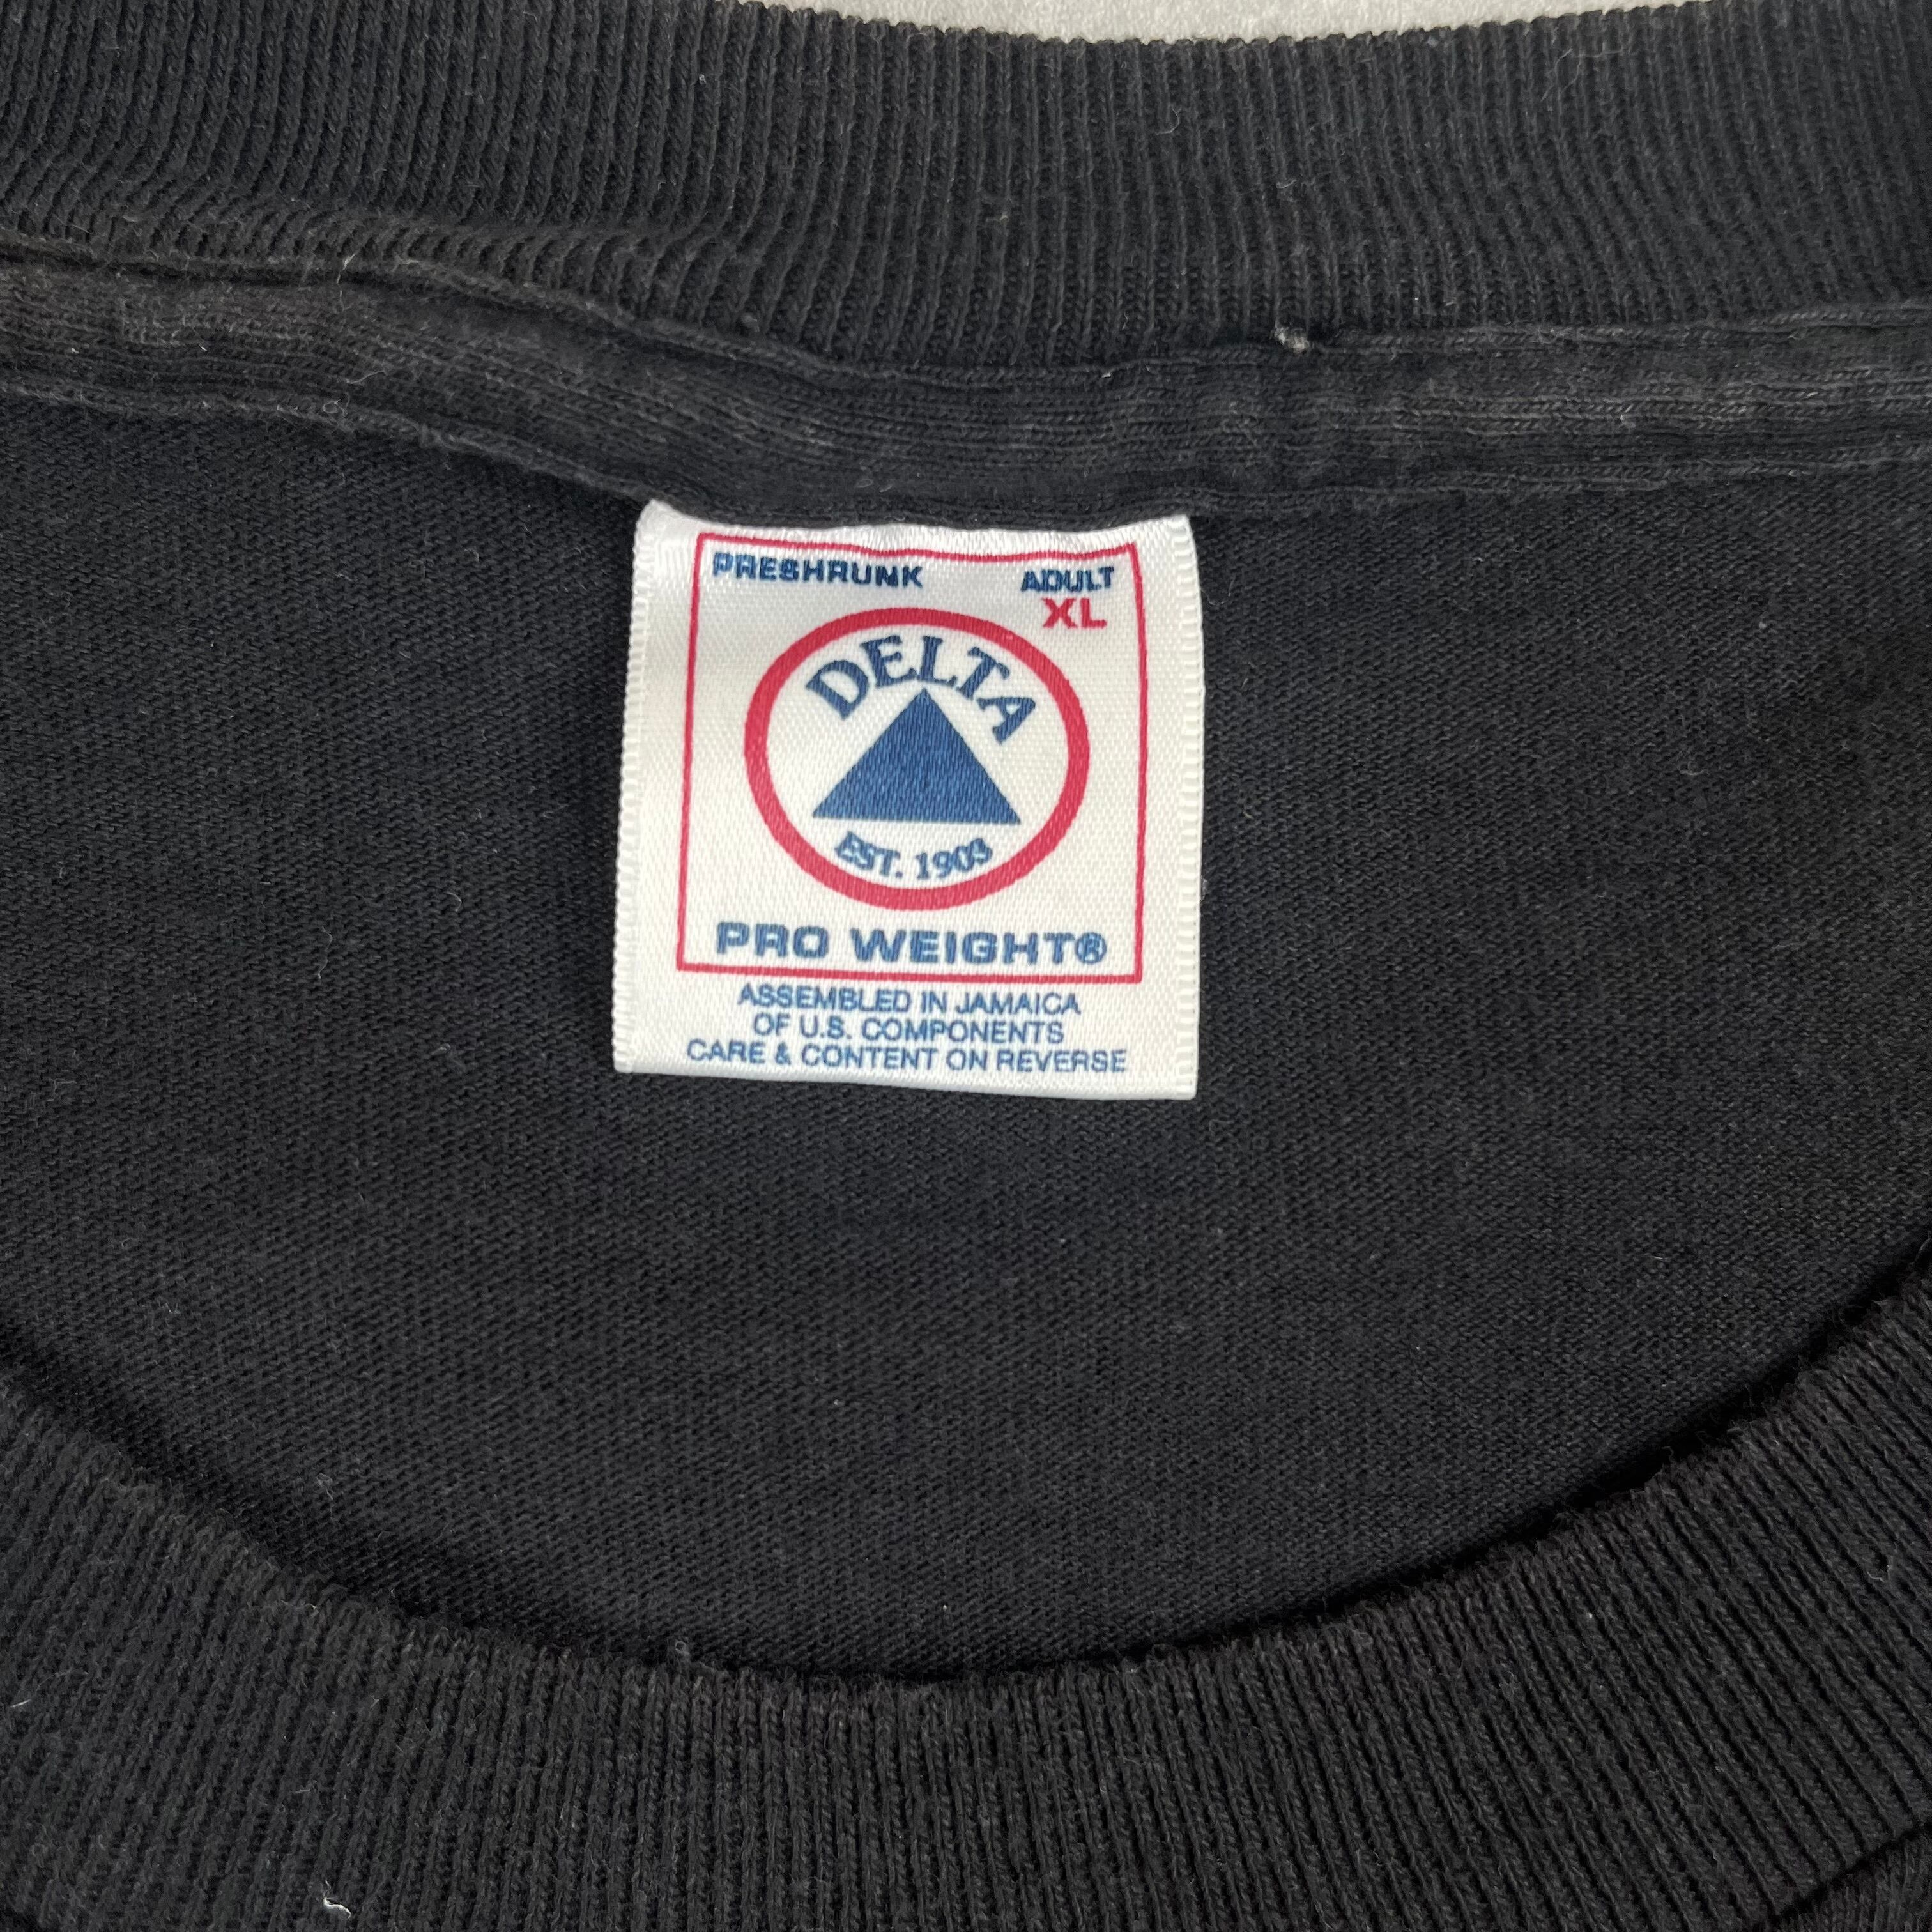 PRESHRUNK ADULT
XL
DELTA
EST. 1903
PRO WEIGHT®
ASSEMBLED IN JAMAICA
OF U.S. COMPONENTS
CARE & CONTENT ON REVERSE